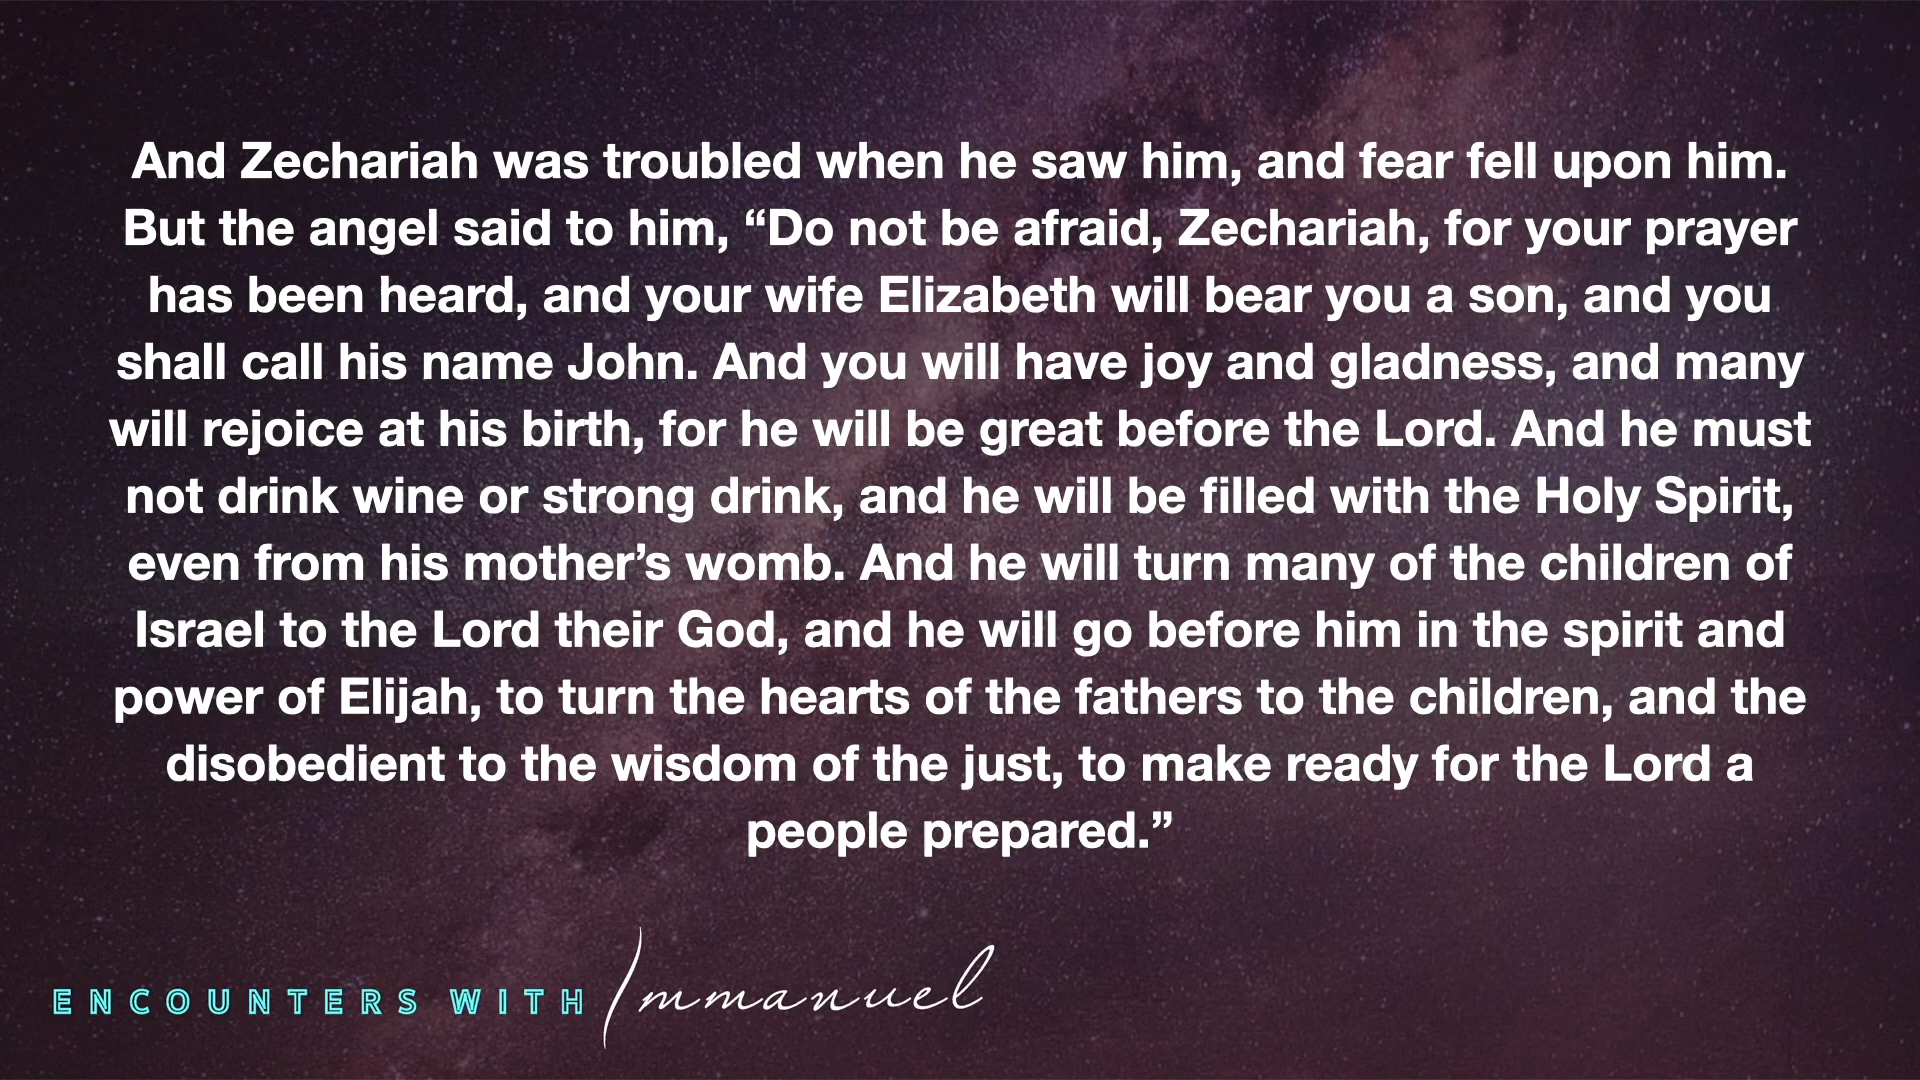 And Zechariah was troubled when he saw him, and fear fell upon him.
But the angel said to him, “Do not be afraid, Zechariah, for your prayer
has been heard, and your wife Elizabeth will bear you a son, and you
shall call his name John. And you will have joy and gladness, and many
will rejoice at his birth, for he will be great before the Lord. And he must
not drink wine or strong drink, and he will be filled with the Holy Spirit,
even from his mother’s womb. And he will turn many of the children of
Israel to the Lord their God, and he will go before him in the spirit and
power of Elijah, to turn the hearts of the fathers to the children, and the
disobedient to the wisdom of the just, to make ready for the Lord a
people prepared.”
ENCOUNTERS WITH Immanuel